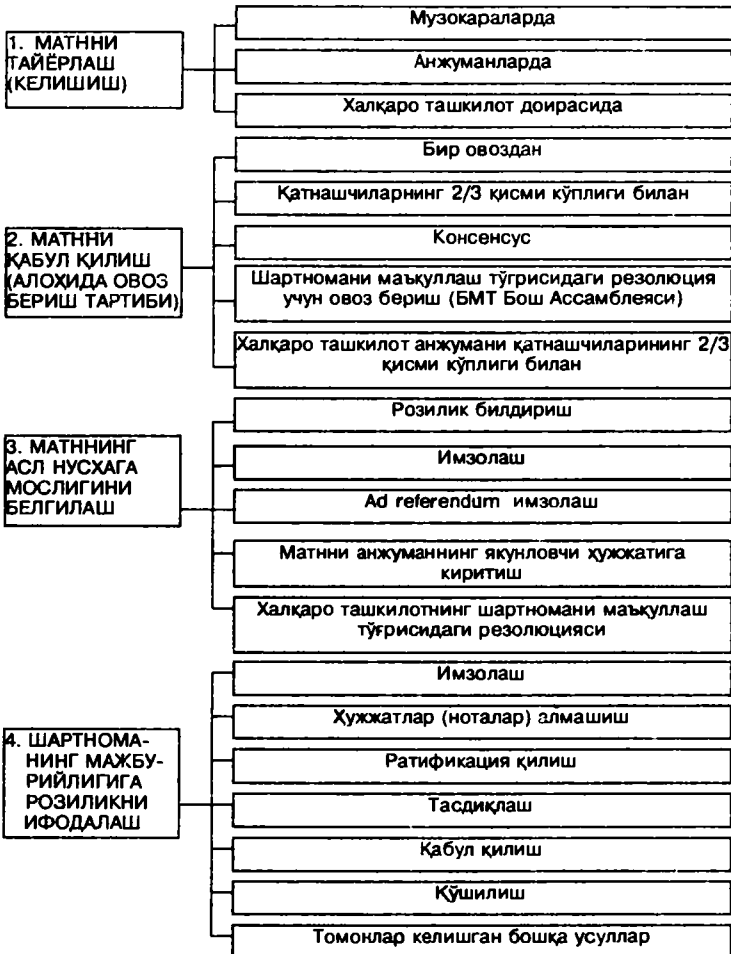 1. МАТННИ
ТАЙЁРЛАШ
(КЕЛИШИШ)
Музокараларда
Анжуманларда
Халқаро ташкилот доирасида
2. МАТННИ
ҚАБУЛ ҚИЛИШ
(АЛОҲИДА ОВОЗ
БЕРИШ ТАРТИБИ)
Бир овоздан
Қатнашчиларнинг 2/3 қисми кўплиги билан
Консенсус
Шартномани маъқуллаш тўгрисидаги резолюция
учун овоз бериш (БМТ Бош Ассамблеяси)
Халқаро ташкилот анжумани қатнашчиларининг 2/3
қисми кўплиги билан
3. МАТННИНГ
АСЛ НУСХАГА
МОСЛИГИНИ
БЕЛГИЛАШ
Розилик билдириш
Имзолаш
Ad referendum имзолаш
Матнни анжуманнинг якунловчи ҳужжатига
киритиш
Халқаро ташкилотнинг шартномани маъқуллаш
тўғрисидаги резолюцияси
4. ШАРТНОМА-
НИНГ МАЖБУ-
РИЙЛИГИГА
РОЗИЛИКНИ
ИФОДАЛАШ
Имзолаш
Ҳужжатлар (ноталар) алмашиш
Ратификация қилиш
Тасдиқлаш
Қабул қилиш
Қўшилиш
Томонлар келишган бошқа усуллар